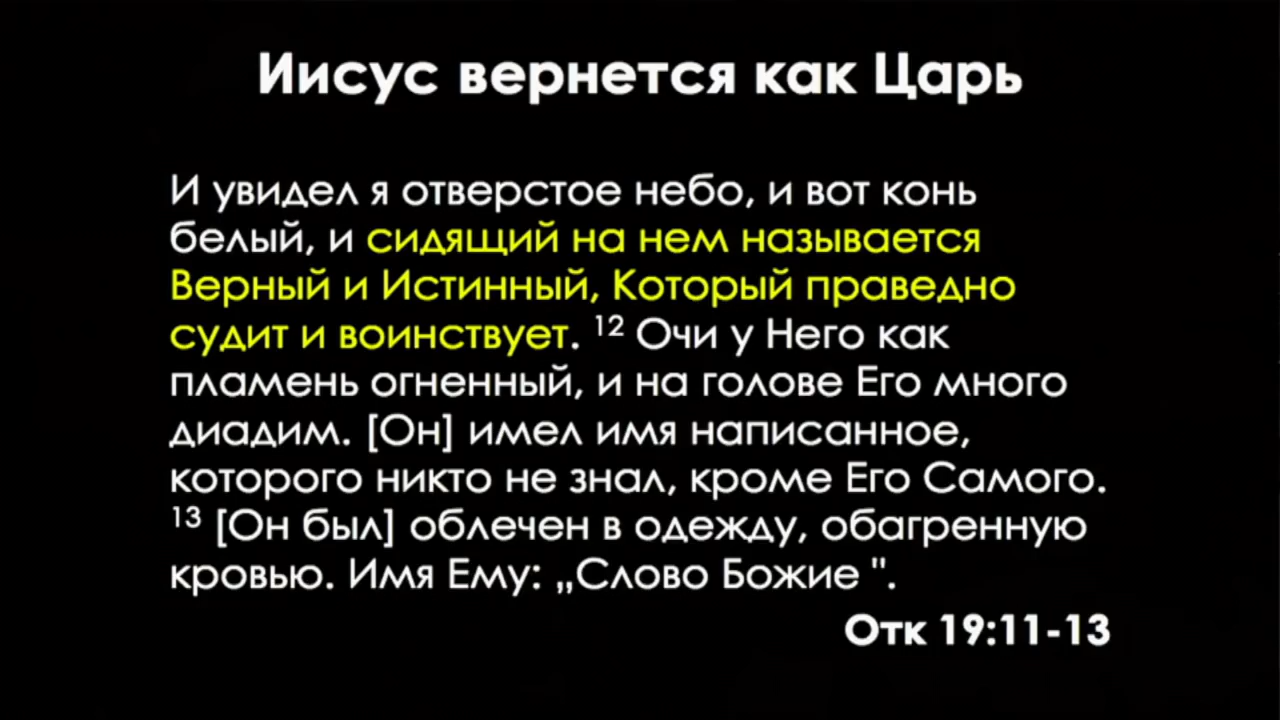 Иисус вернется как Царь
И увидел я отверстое небо, и вот конь
белый, и сидящий на нем называется
Верный и Истинный, Который праведно
судит и воинствует. 12 Очи у Него как
пламень огненный, и на голове Его много
диадим. [Он] имел имя написанное,
которого никто не знал, кроме Его Самого.
13 [Он был] облечен в одежду, обагренную
кровью. Имя Ему: „Слово Божие ".
Отк 19:11-13